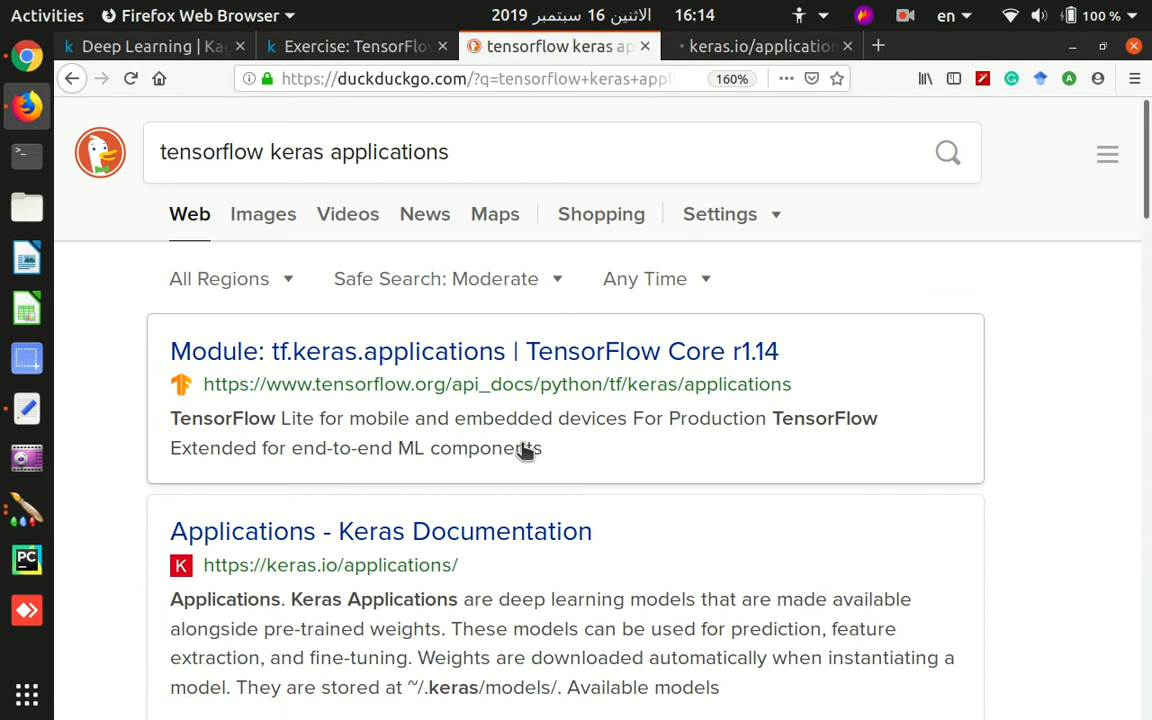 Activities Firefox Web Browser الاثنين 16 سبتمبر 2019 16:14 en 100 %
Deep Learning | Ka
Exercise: TensorFlo
tensorflow keras ap
keras.io/application
https://duckduckgo.com/?q=tensorflow+keras+appl 160%
tensorflow keras applications
Web Images Videos News Maps Shopping Settings
All Regions Safe Search: Moderate Any Time
Module: tf.keras.applications | TensorFlow Core r1.14
https://www.tensorflow.org/api_docs/python/tf/keras/applications
TensorFlow Lite for mobile and embedded devices For Production TensorFlow
Extended for end-to-end ML components
Applications - Keras Documentation
K https://keras.io/applications/
Applications. Keras Applications are deep learning models that are made available
alongside pre-trained weights. These models can be used for prediction, feature
extraction, and fine-tuning. Weights are downloaded automatically when instantiating a
model. They are stored at ~/.keras/models/. Available models